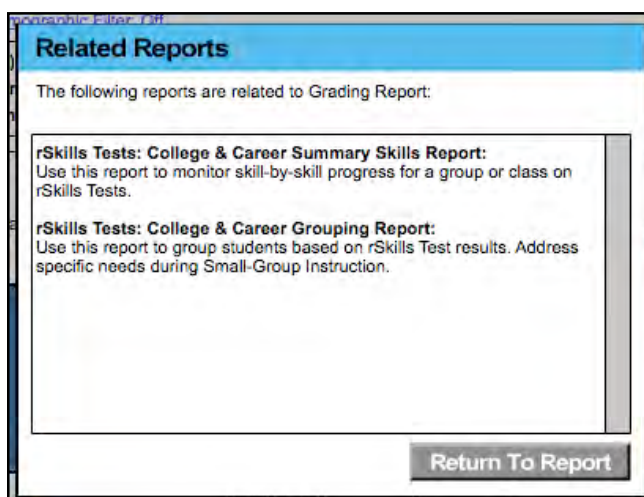 mographic Filter: Off
Related Reports
The following reports are related to Grading Report:
rSkills Tests: College & Career Summary Skills Report:
Use this report to monitor skill-by-skill progress for a group or class on
rSkills Tests.
rSkills Tests: College & Career Grouping Report:
Use this report to group students based on rSkills Test results. Address
specific needs during Small-Group Instruction.
Return To Report